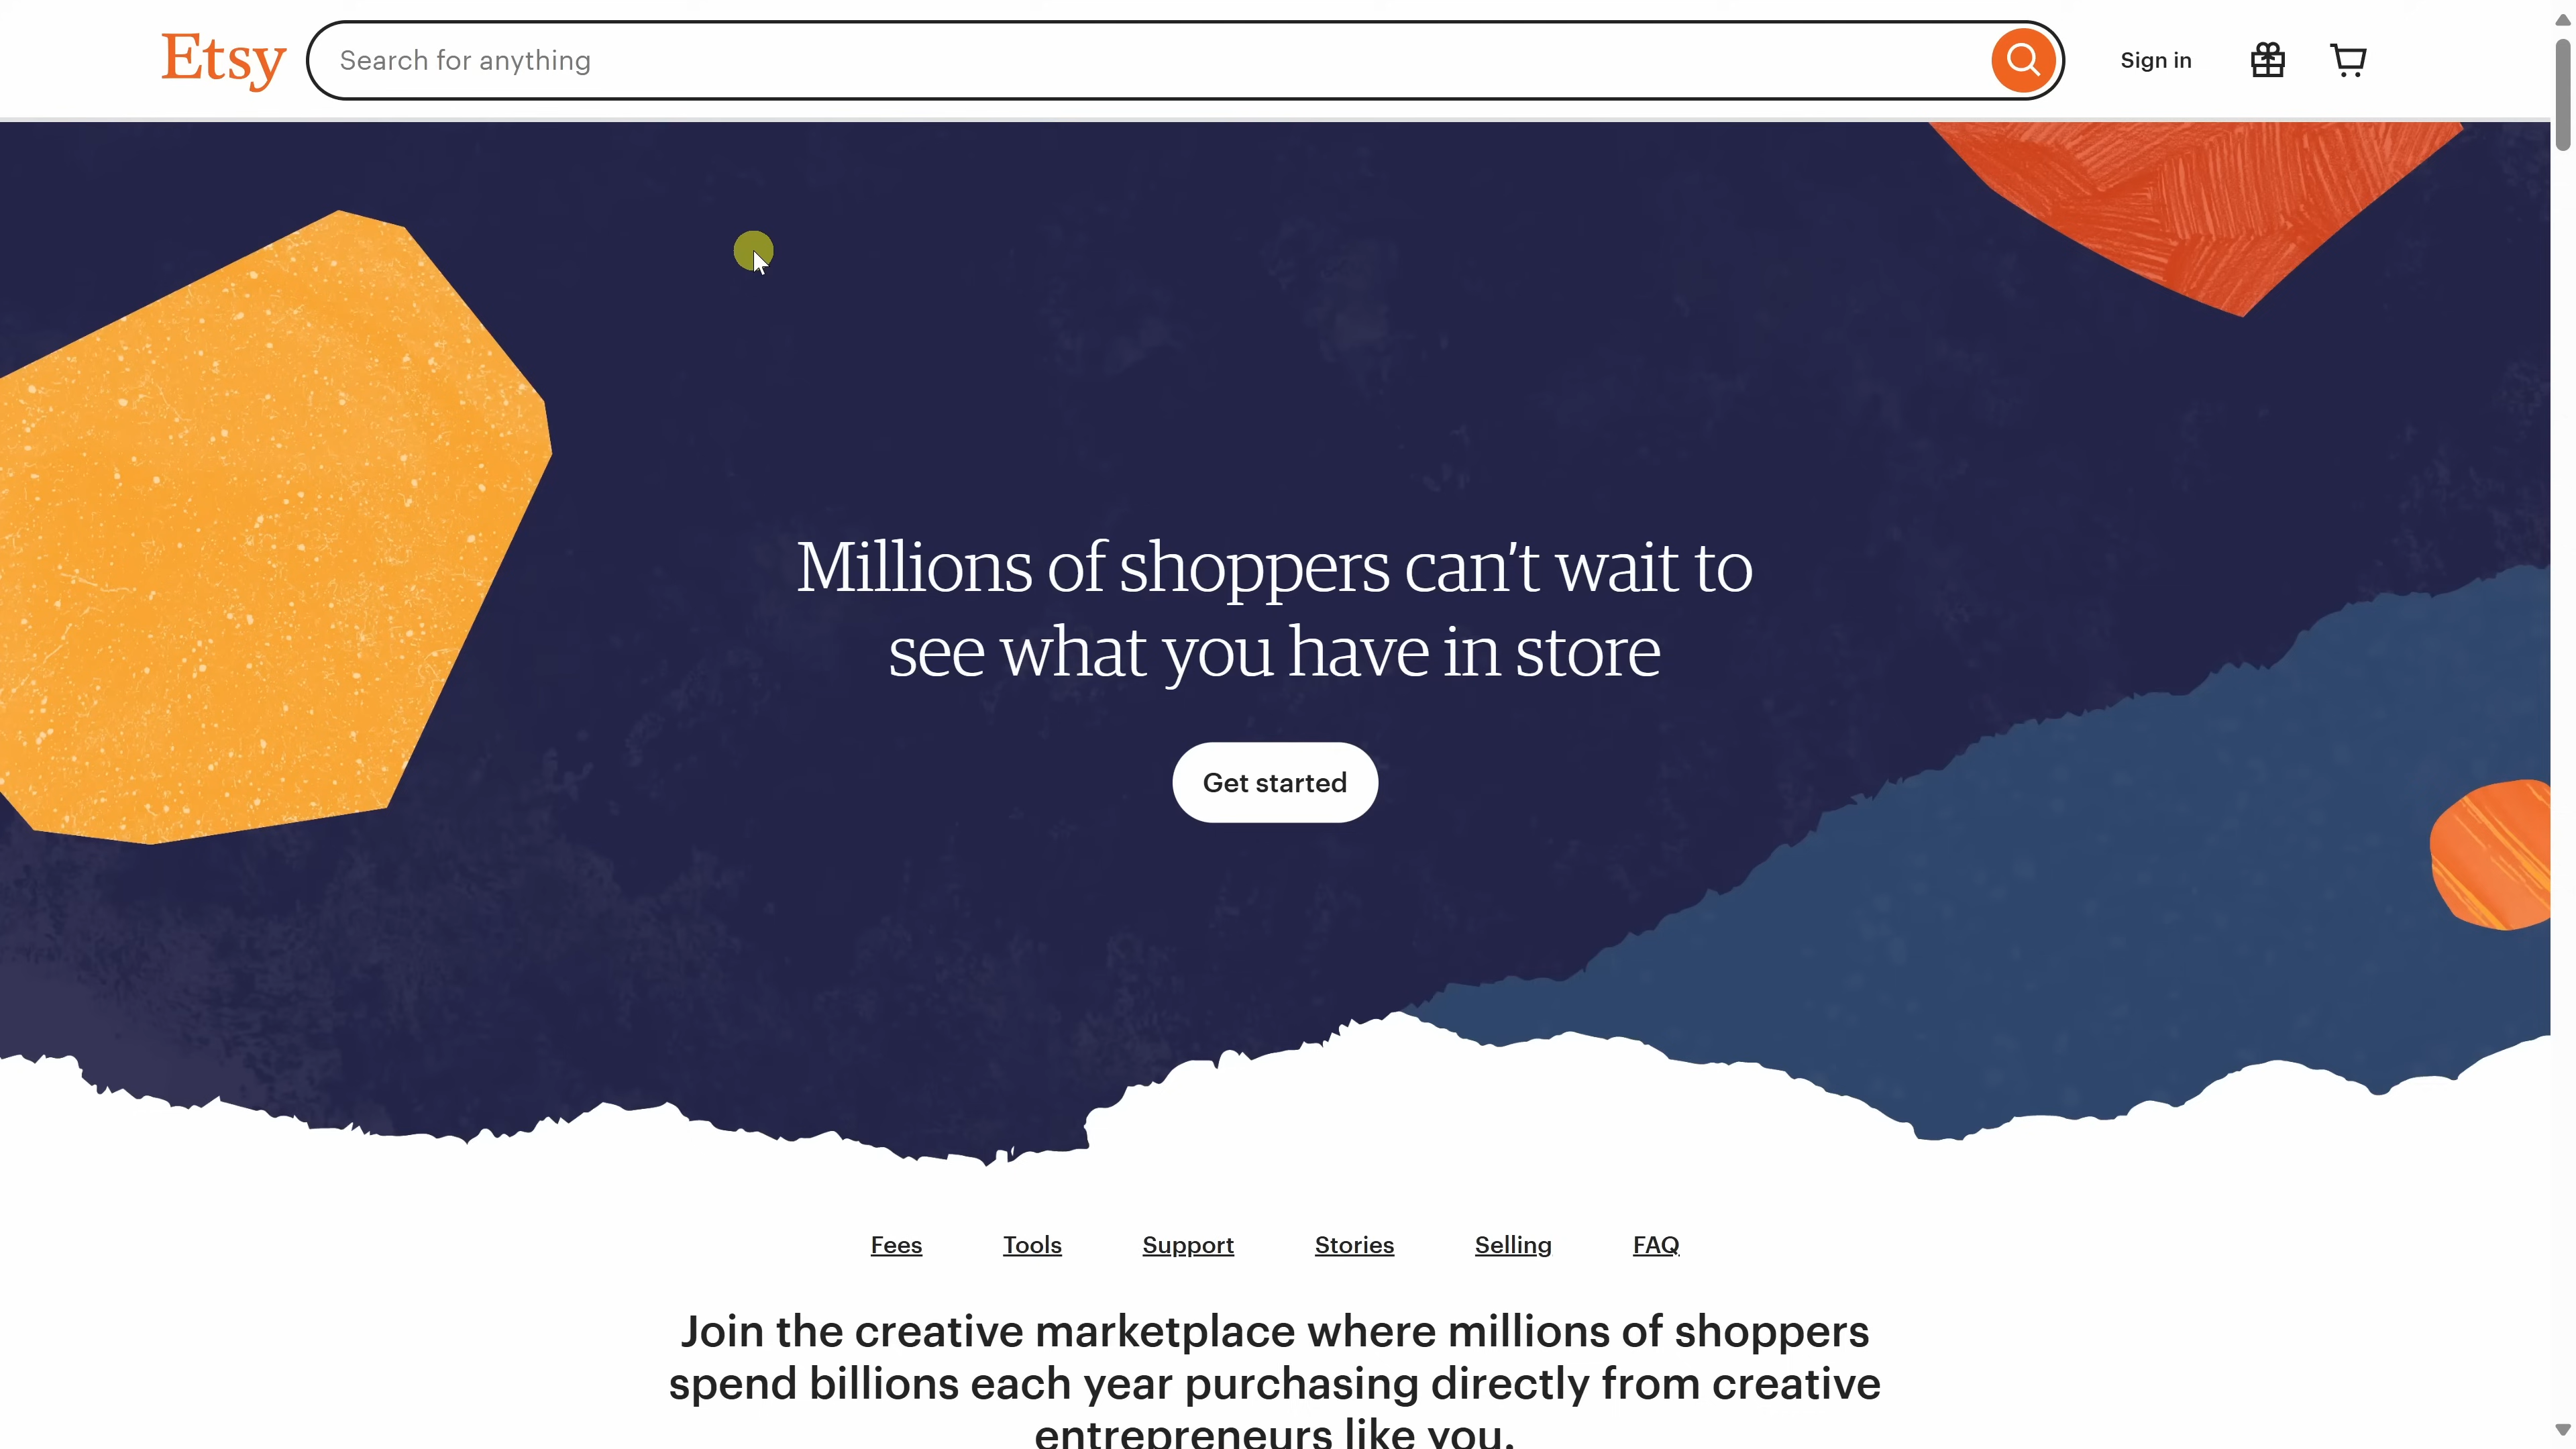 Etsy
Search for anything
Sign in
Millions of shoppers can't wait to
see what you have in store
Get started
Fees
Tools
Support
Stories
Selling
FAQ
Join the creative marketplace where millions of shoppers
spend billions each year purchasing directly from creative
entrepreneurs like you.